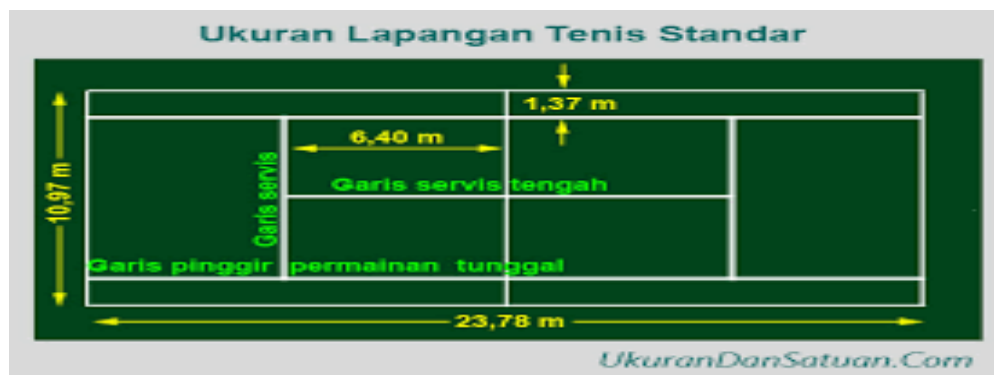 Ukuran Lapangan Tenis Standar
1,37 m
6,40 m
10,97 m
Garis servis
Garis servis tengah
Garis pinggir permainan tunggal
23,78 m
UkuranDanSatuan.Com